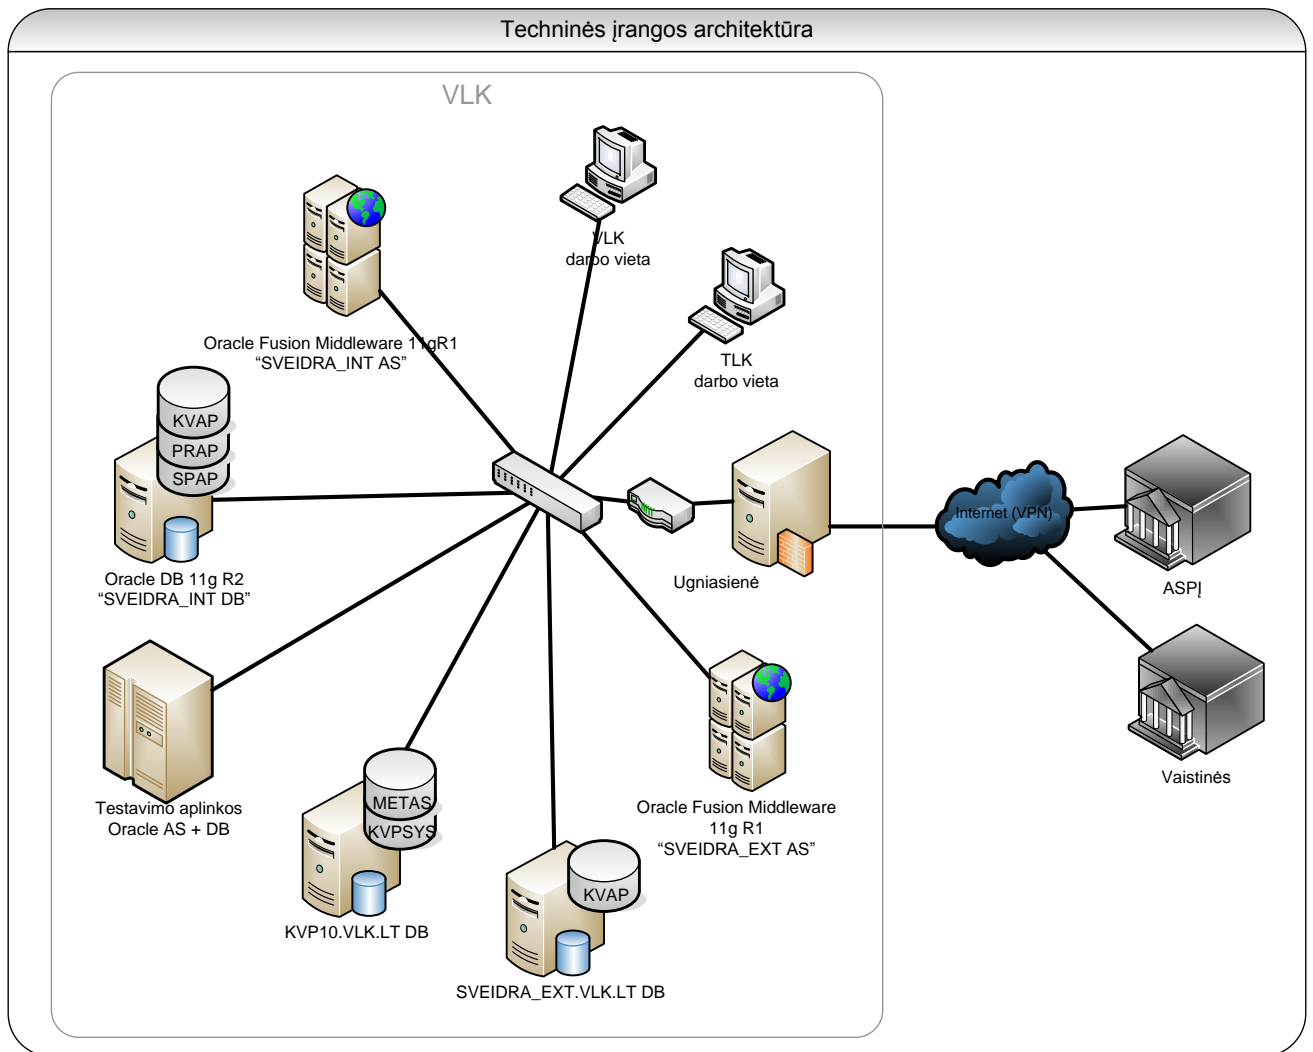 Techninės įrangos architektūra
VLK
VLK
darbo vieta
TLK
darbo vieta
Oracle Fusion Middleware 11gR1
“SVEIDRA_INT AS”
KVAP
PRAP
SPAP
Oracle DB 11g R2
“SVEIDRA_INT DB”
Ugniasienė
Internet (VPN)
ASPĮ
Vaistinės
Testavimo aplinkos
Oracle AS + DB
METAS
KVPSYS
KVP10.VLK.LT DB
KVAP
SVEIDRA_EXT.VLK.LT DB
Oracle Fusion Middleware
11g R1
“SVEIDRA_EXT AS”